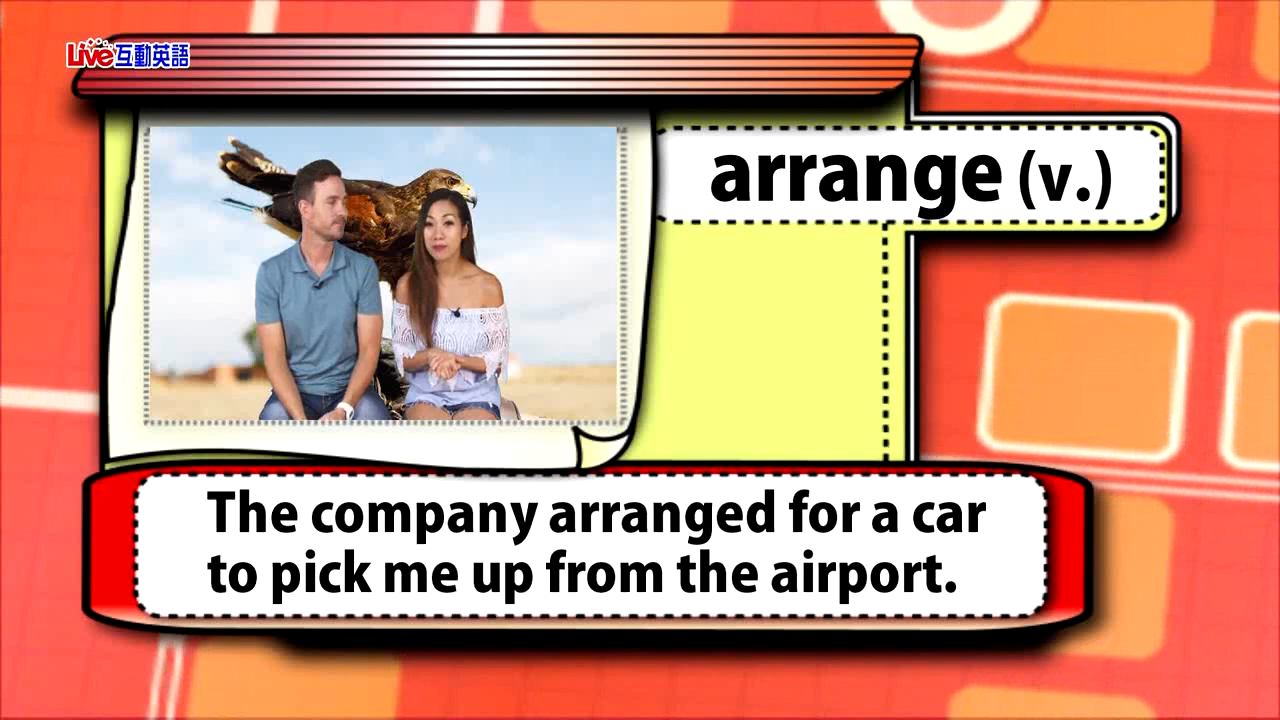 Live互動英語
arrange (v.)
The company arranged for a car
to pick me up from the airport.